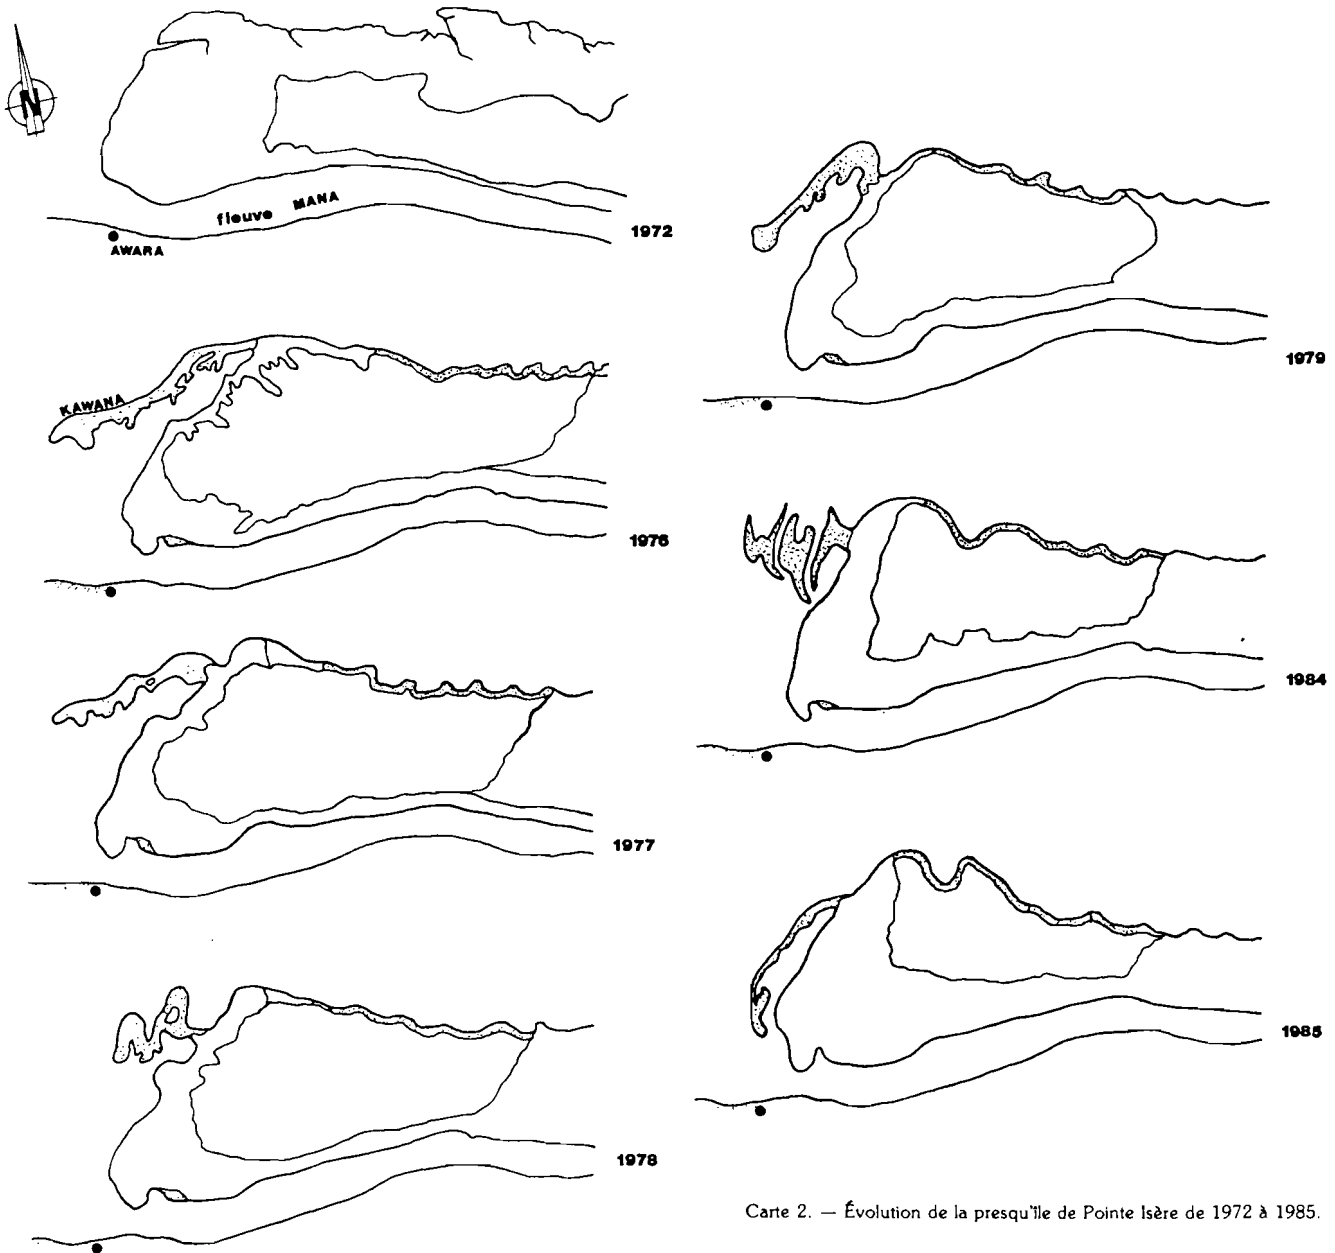 N
fleuve MANA
AWARA
1972
KAWANA
1976
1977
1978
1979
1984
1985
Carte 2. — Évolution de la presqu'île de Pointe Isère de 1972 à 1985.